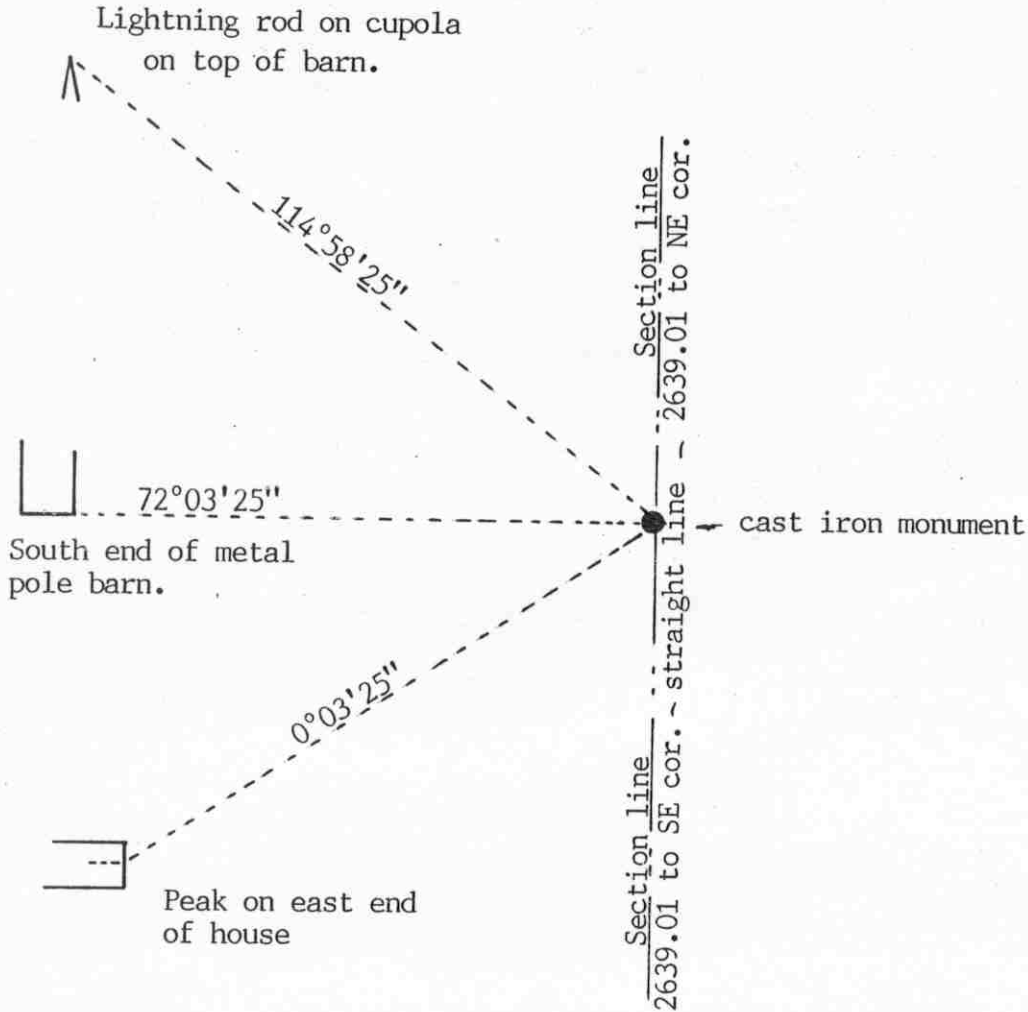 Lightning rod on cupola
on top of barn.
114°58'25"
Section line
2639.01 to NE cor.
72°03'25"
South end of metal
pole barn.
cast iron monument
~ straight line ~
0°03'25"
Peak on east end
of house
Section line
2639.01 to SE cor.